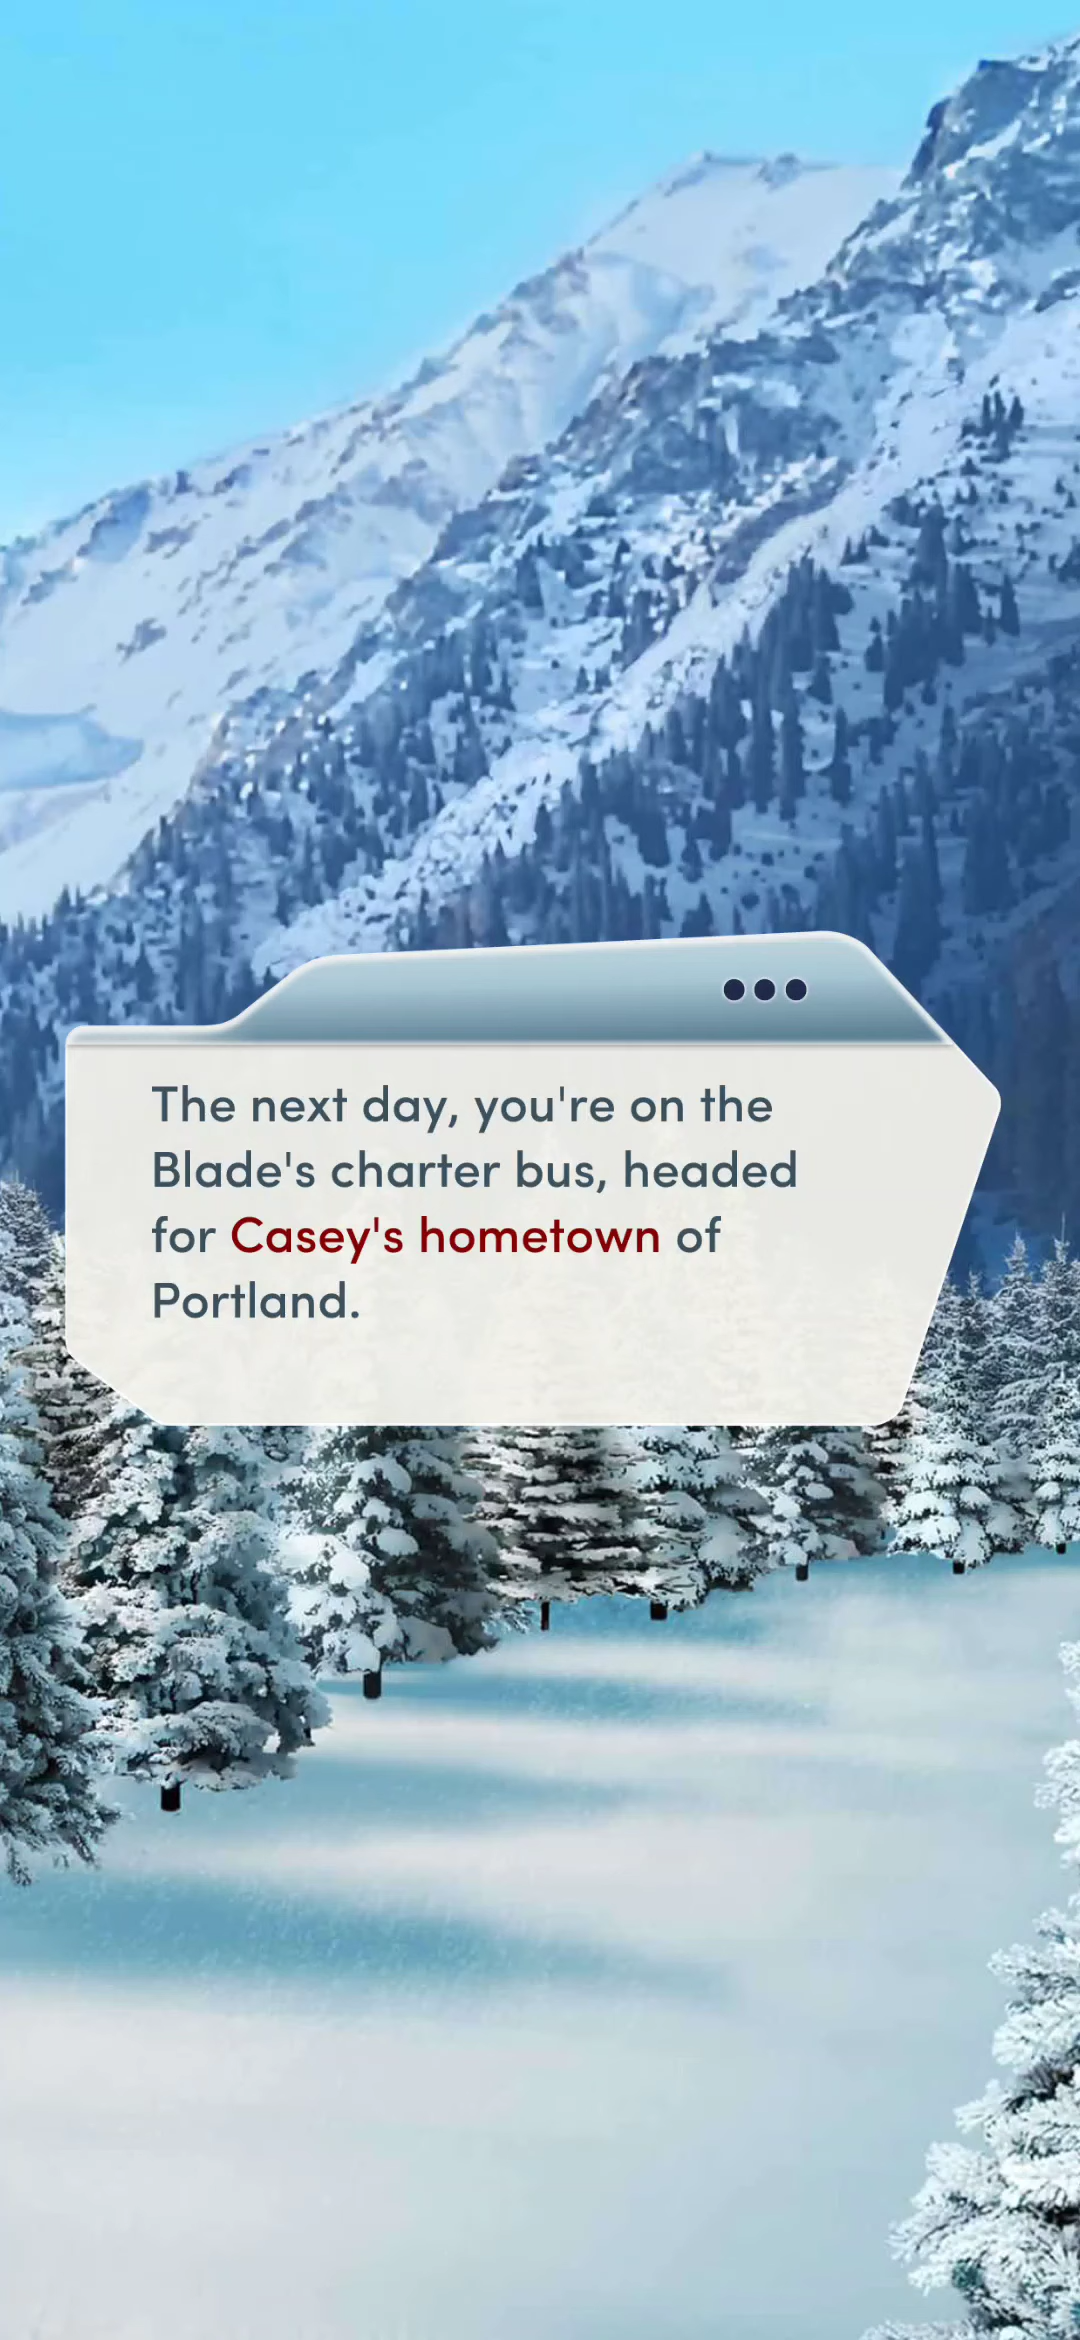 The next day, you're on the
Blade's charter bus, headed
for Casey's hometown of
Portland.